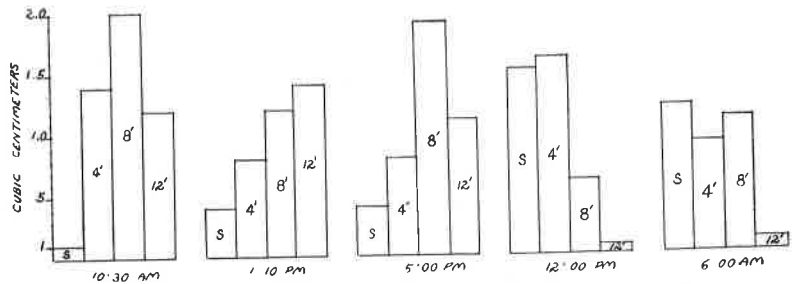 CUBIC CENTIMETERS
2.0
1.5
1.0
.5
.1
S
4'
8'
12'
10:30 AM
S
4'
8'
12'
1:10 PM
S
4'
8'
12'
5:00 PM
S
4'
8'
12'
12:00 PM
S
4'
8'
12'
6:00 AM